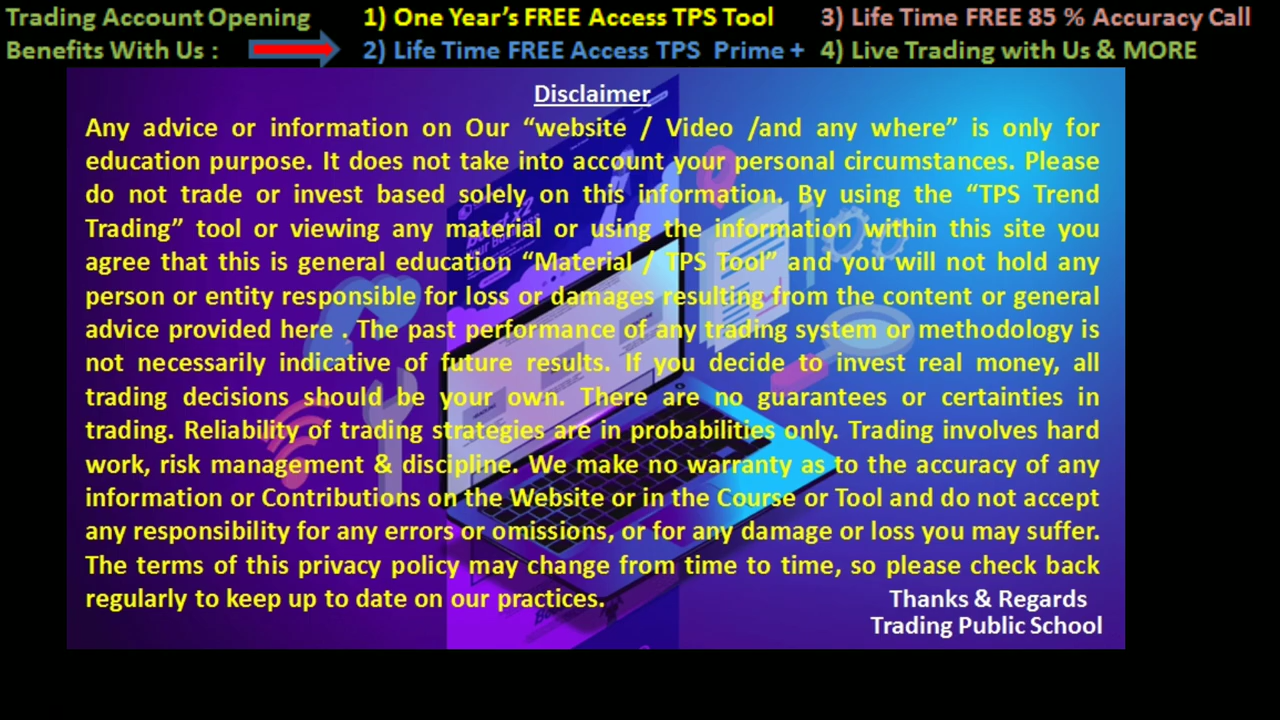 Trading Account Opening
Benefits With Us :
1) One Year's FREE Access TPS Tool
2) Life Time FREE Access TPS Prime +
3) Life Time FREE 85 % Accuracy Call
4) Live Trading with Us & MORE
Disclaimer
Any advice or information on Our “website / Video /and any where” is only for
education purpose. It does not take into account your personal circumstances. Please
do not trade or invest based solely on this information. By using the “TPS Trend
Trading” tool or viewing any material or using the information within this site you
agree that this is general education “Material / TPS Tool” and you will not hold any
person or entity responsible for loss or damages resulting from the content or general
advice provided here . The past performance of any trading system or methodology is
not necessarily indicative of future results. If you decide to invest real money, all
trading decisions should be your own. There are no guarantees or certainties in
trading. Reliability of trading strategies are in probabilities only. Trading involves hard
work, risk management & discipline. We make no warranty as to the accuracy of any
information or Contributions on the Website or in the Course or Tool and do not accept
any responsibility for any errors or omissions, or for any damage or loss you may suffer.
The terms of this privacy policy may change from time to time, so please check back
regularly to keep up to date on our practices.
Thanks & Regards
Trading Public School